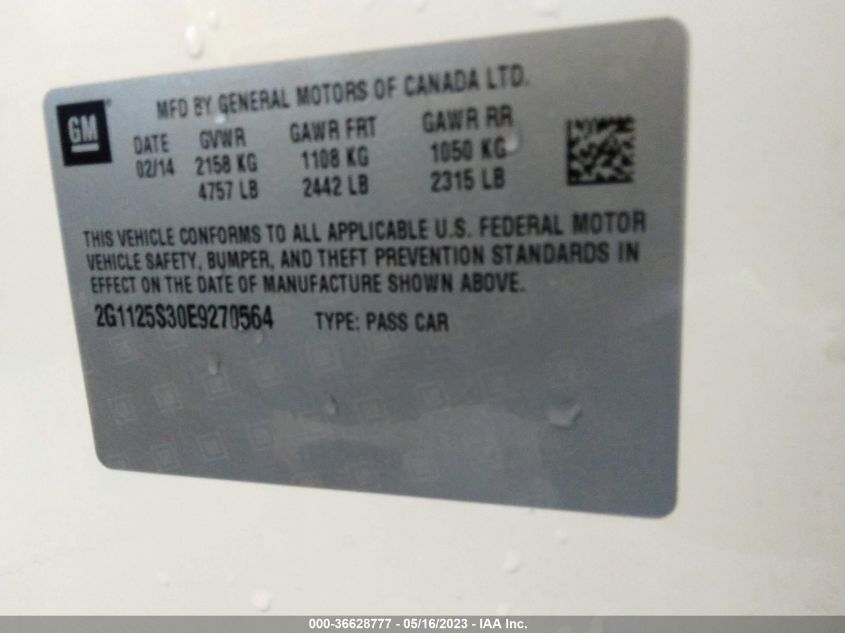 GM
MFD BY GENERAL MOTORS OF CANADA LTD.
DATE GVWR GAWR FRT GAWR RR
02/14 2158 KG 1108 KG 1050 KG
4757 LB 2442 LB 2315 LB
THIS VEHICLE CONFORMS TO ALL APPLICABLE U.S. FEDERAL MOTOR
VEHICLE SAFETY, BUMPER, AND THEFT PREVENTION STANDARDS IN
EFFECT ON THE DATE OF MANUFACTURE SHOWN ABOVE.
2G1125S30E9270564 TYPE: PASS CAR
000-36628777 - 05/16/2023 - IAA Inc.